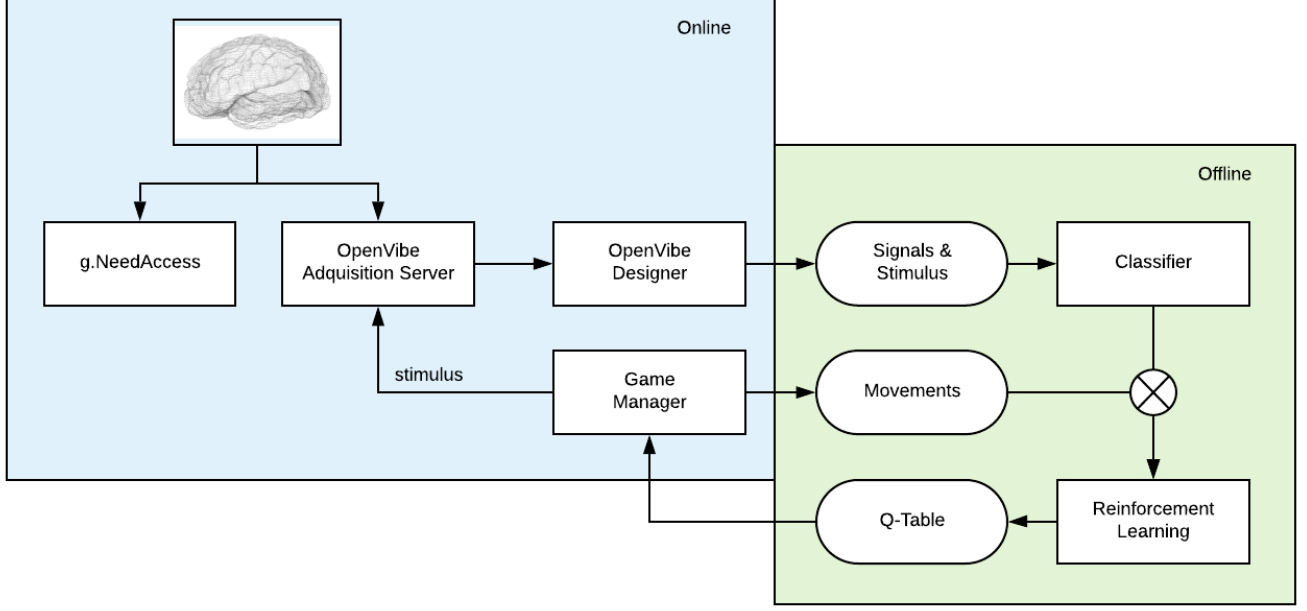 Online
Offline
g.NeedAccess
OpenVibe
Adquisition Server
OpenVibe
Designer
Signals &
Stimulus
Classifier
stimulus
Game
Manager
Movements
Q-Table
Reinforcement
Learning